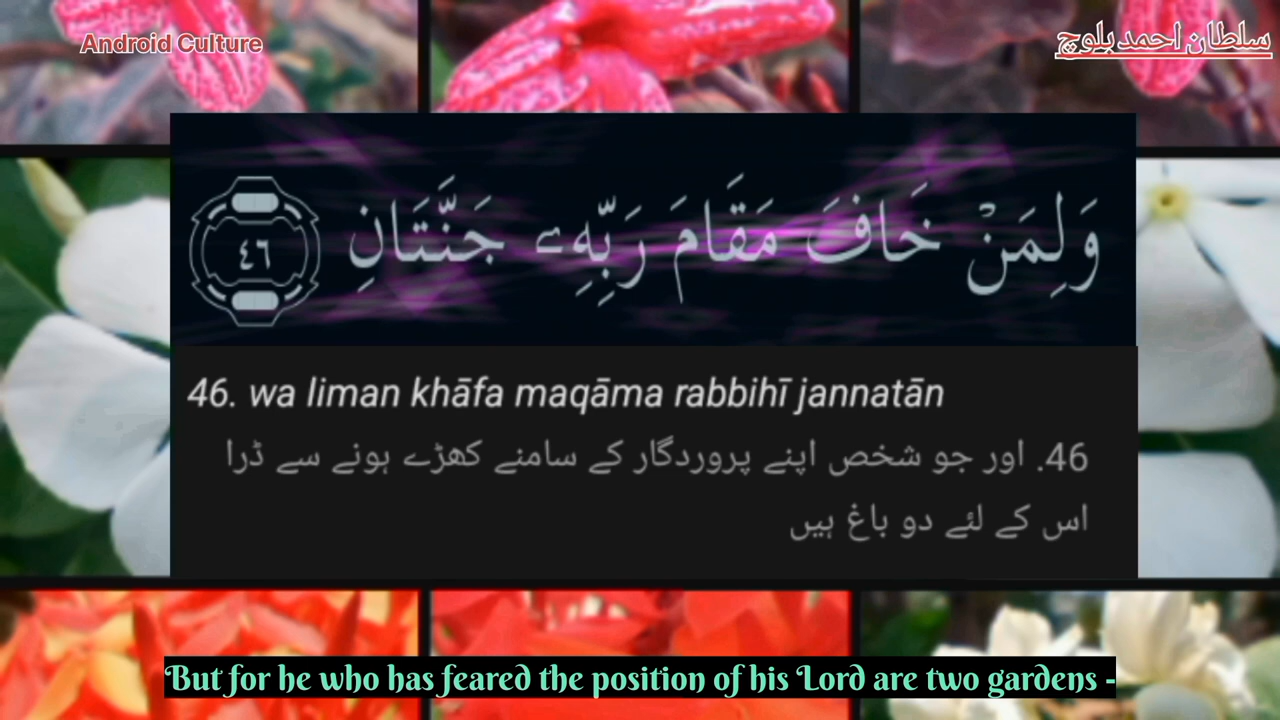 Android Culture
سلطان احمد بلوچ
وَلِمَنْ خَافَ مَقَامَ رَبِّهِۦ جَنَّتَانِ ٤٦
46. wa liman khāfa maqāma rabbihī jannatān
46. اور جو شخص اپنے پروردگار کے سامنے کھڑے ہونے سے ڈرا
اس کے لئے دو باغ ہیں
But for he who has feared the position of his Lord are two gardens -